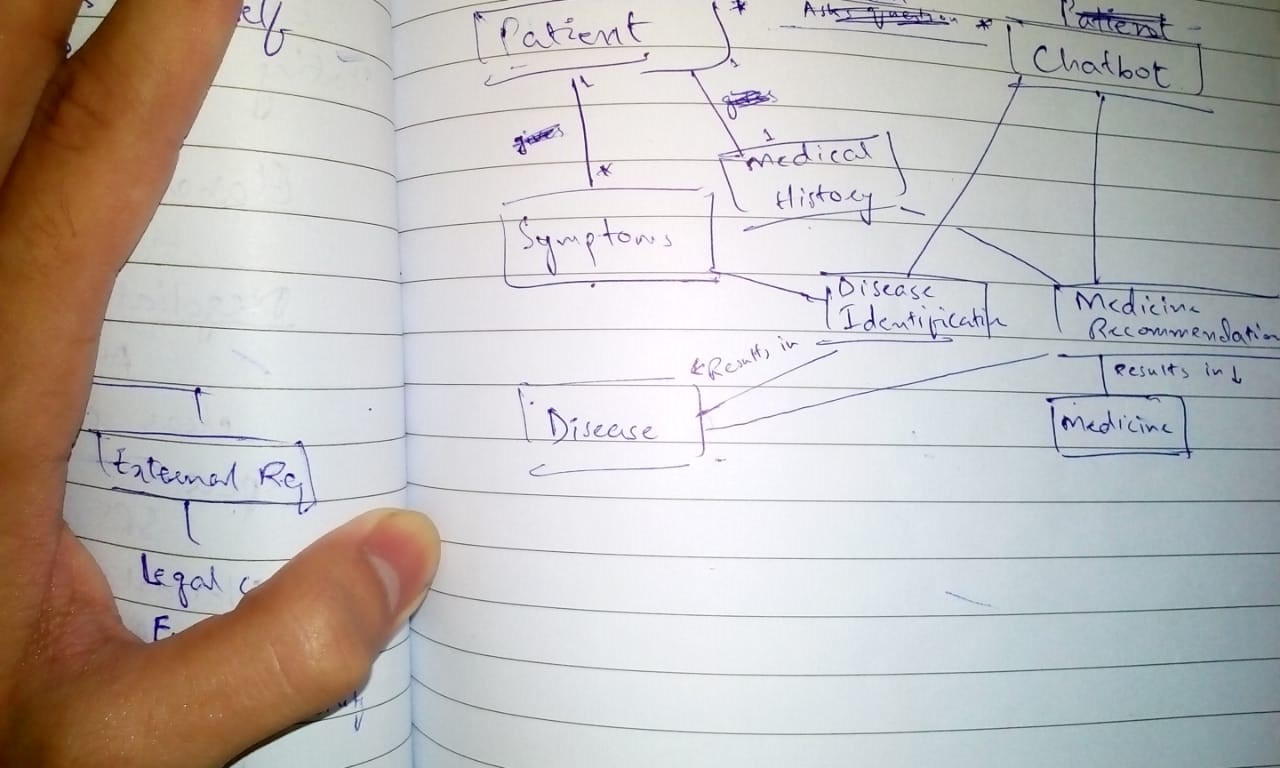 elf
External Rq
Legal
Patient
*
Asks question
*
Patient
Chatbot
1
gives
*
1
gives
1
Medical
History
Symptoms
Disease
Identification
Medicine
Recommendation
Results in
Results in ↓
Disease
Medicine